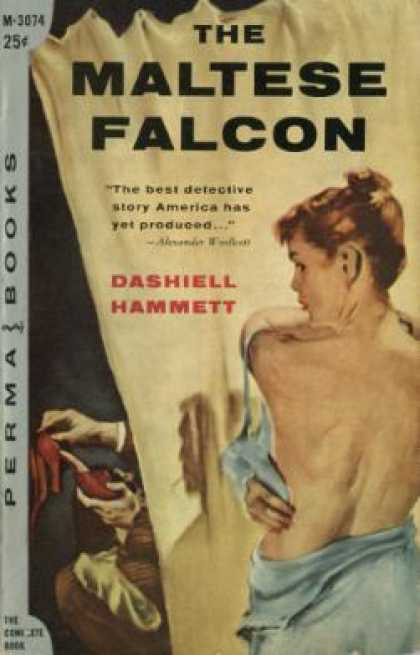 M-3074
25¢
THE
MALTESE
FALCON
"The best detective
story America has
yet produced..."
—Alexander Woollcott
DASHIELL
HAMMETT
PERMA BOOKS
THE
COMPLETE
BOOK